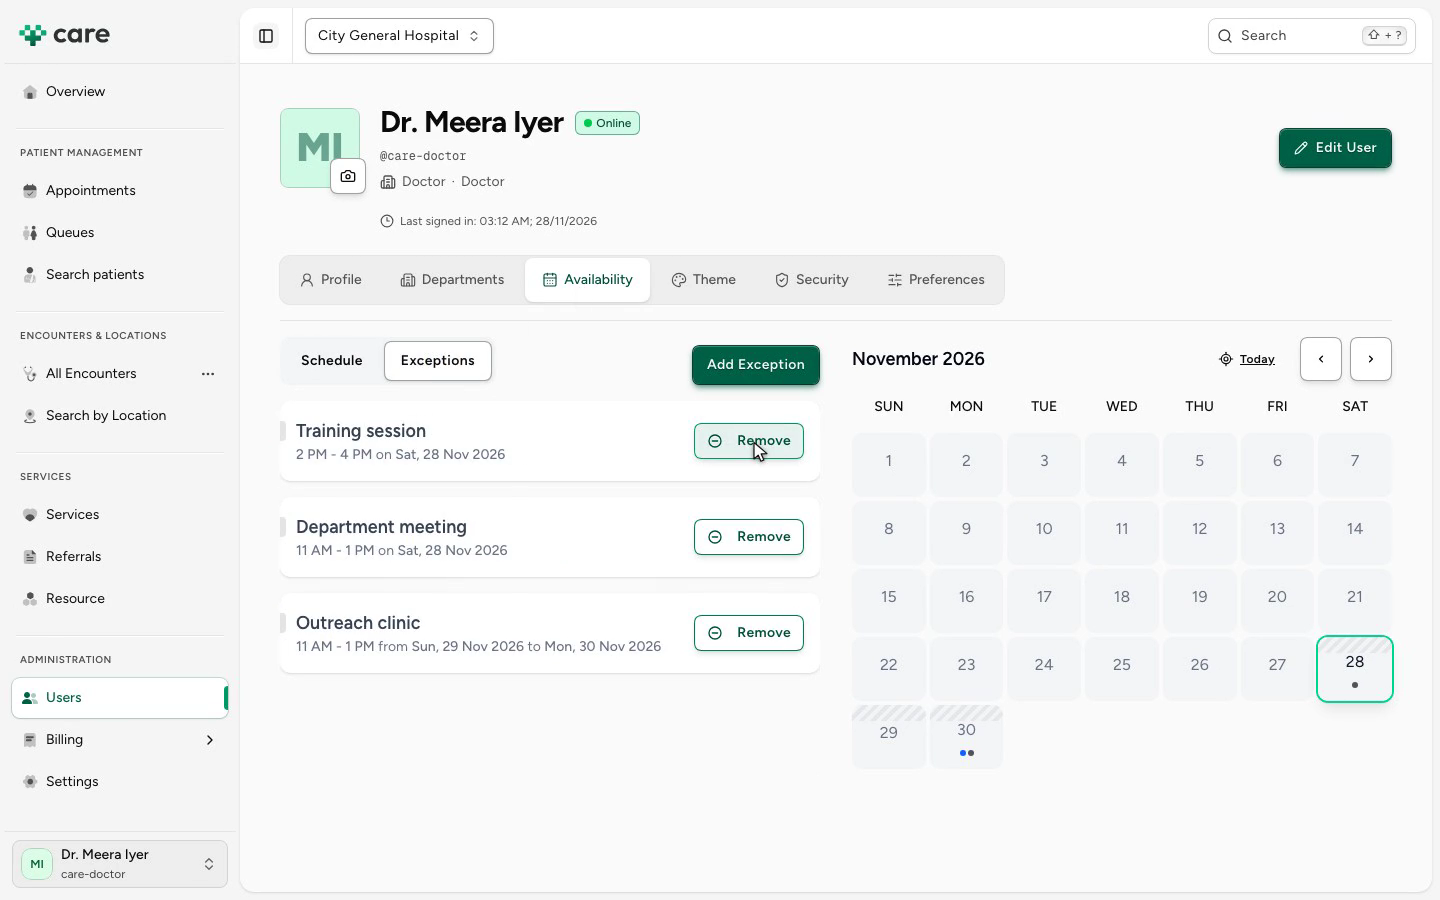 care
City General Hospital
Search
+ ?
Overview
PATIENT MANAGEMENT
Appointments
Queues
Search patients
ENCOUNTERS & LOCATIONS
All Encounters
Search by Location
SERVICES
Services
Referrals
Resource
ADMINISTRATION
Users
Billing
Settings
MI
Dr. Meera Iyer
care-doctor
MI
Dr. Meera Iyer
Online
@care-doctor
Doctor · Doctor
Last signed in: 03:12 AM; 28/11/2026
Edit User
Profile
Departments
Availability
Theme
Security
Preferences
Schedule
Exceptions
Add Exception
Training session
2 PM - 4 PM on Sat, 28 Nov 2026
Remove
Department meeting
11 AM - 1 PM on Sat, 28 Nov 2026
Remove
Outreach clinic
11 AM - 1 PM from Sun, 29 Nov 2026 to Mon, 30 Nov 2026
Remove
November 2026
Today
SUN MON TUE WED THU FRI SAT
1 2 3 4 5 6 7
8 9 10 11 12 13 14
15 16 17 18 19 20 21
22 23 24 25 26 27 28
29 30